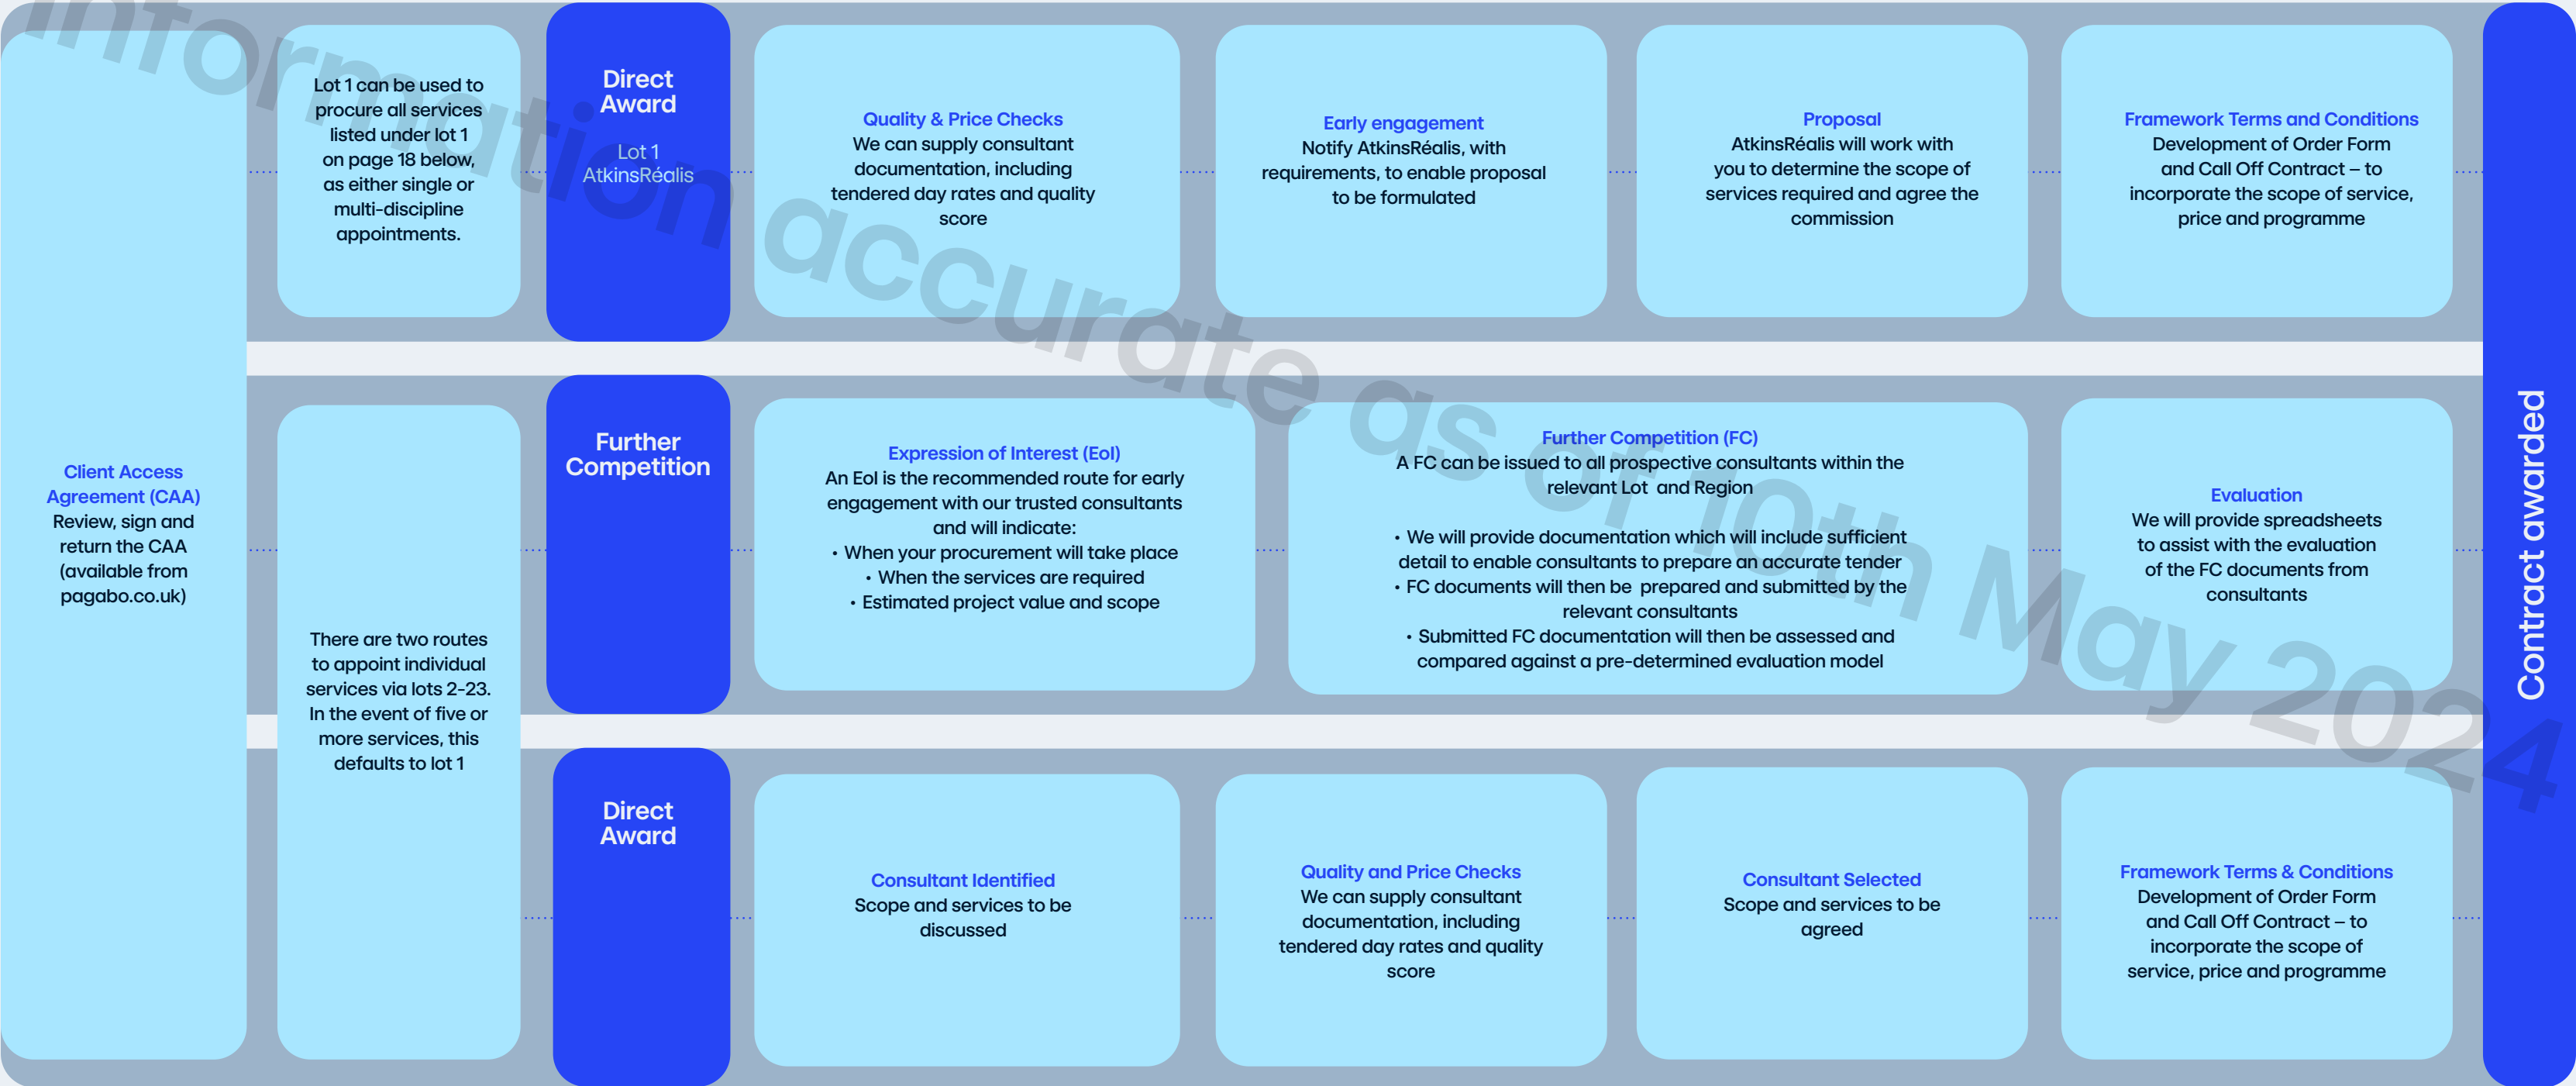 Client Access
Agreement (CAA)
Review, sign and
return the CAA
(available from
pagabo.co.uk)
Lot 1 can be used to
procure all services
listed under lot 1
on page 18 below,
as either single or
multi-discipline
appointments.
Direct
Award
Lot 1
AtkinsRéalis
Quality & Price Checks
We can supply consultant
documentation, including
tendered day rates and quality
score
Early engagement
Notify AtkinsRéalis, with
requirements, to enable proposal
to be formulated
Proposal
AtkinsRéalis will work with
you to determine the scope of
services required and agree the
commission
Framework Terms and Conditions
Development of Order Form
and Call Off Contract – to
incorporate the scope of service,
price and programme
There are two routes
to appoint individual
services via lots 2-23.
In the event of five or
more services, this
defaults to lot 1
Further
Competition
Expression of Interest (EoI)
An EoI is the recommended route for early
engagement with our trusted consultants
and will indicate:
• When your procurement will take place
• When the services are required
• Estimated project value and scope
Further Competition (FC)
A FC can be issued to all prospective consultants within the
relevant Lot and Region
• We will provide documentation which will include sufficient
detail to enable consultants to prepare an accurate tender
• FC documents will then be prepared and submitted by the
relevant consultants
• Submitted FC documentation will then be assessed and
compared against a pre-determined evaluation model
Evaluation
We will provide spreadsheets
to assist with the evaluation
of the FC documents from
consultants
Direct
Award
Consultant Identified
Scope and services to be
discussed
Quality and Price Checks
We can supply consultant
documentation, including
tendered day rates and quality
score
Consultant Selected
Scope and services to be
agreed
Framework Terms & Conditions
Development of Order Form
and Call Off Contract – to
incorporate the scope of
service, price and programme
Contract awarded
information accurate as of 10th May 2024